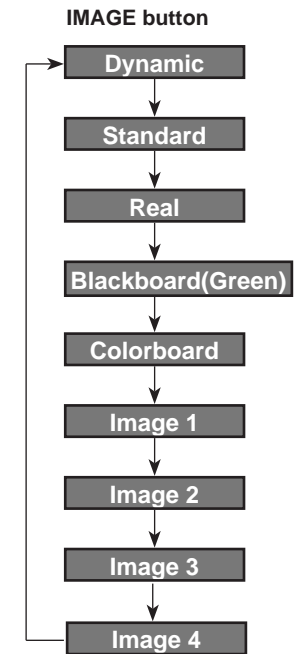 IMAGE button
Dynamic
Standard
Real
Blackboard(Green)
Colorboard
Image 1
Image 2
Image 3
Image 4